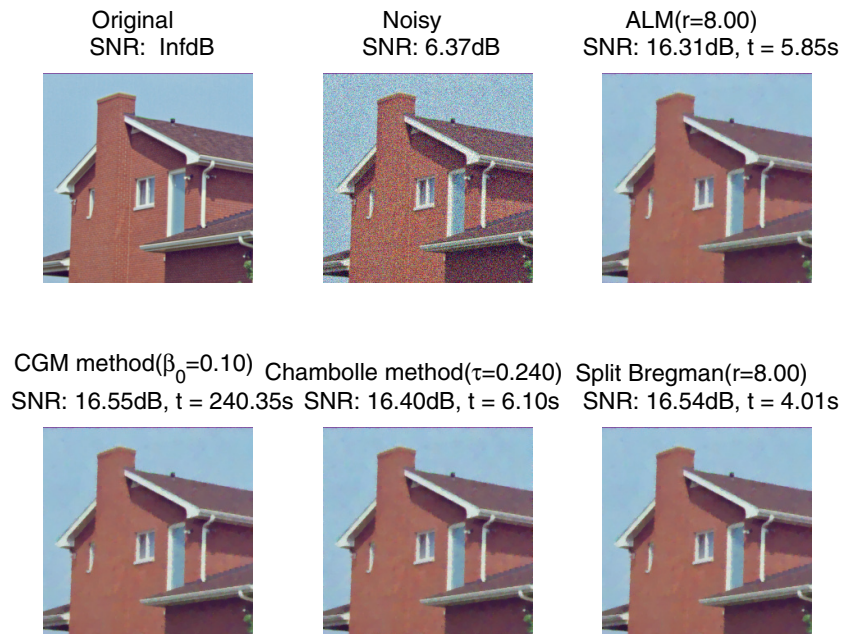 Original
SNR:  InfdB
Noisy
SNR: 6.37dB
ALM(r=8.00)
SNR: 16.31dB, t = 5.85s
CGM method(β0=0.10)
SNR: 16.55dB, t = 240.35s
Chambolle method(τ=0.240)
SNR: 16.40dB, t = 6.10s
Split Bregman(r=8.00)
SNR: 16.54dB, t = 4.01s